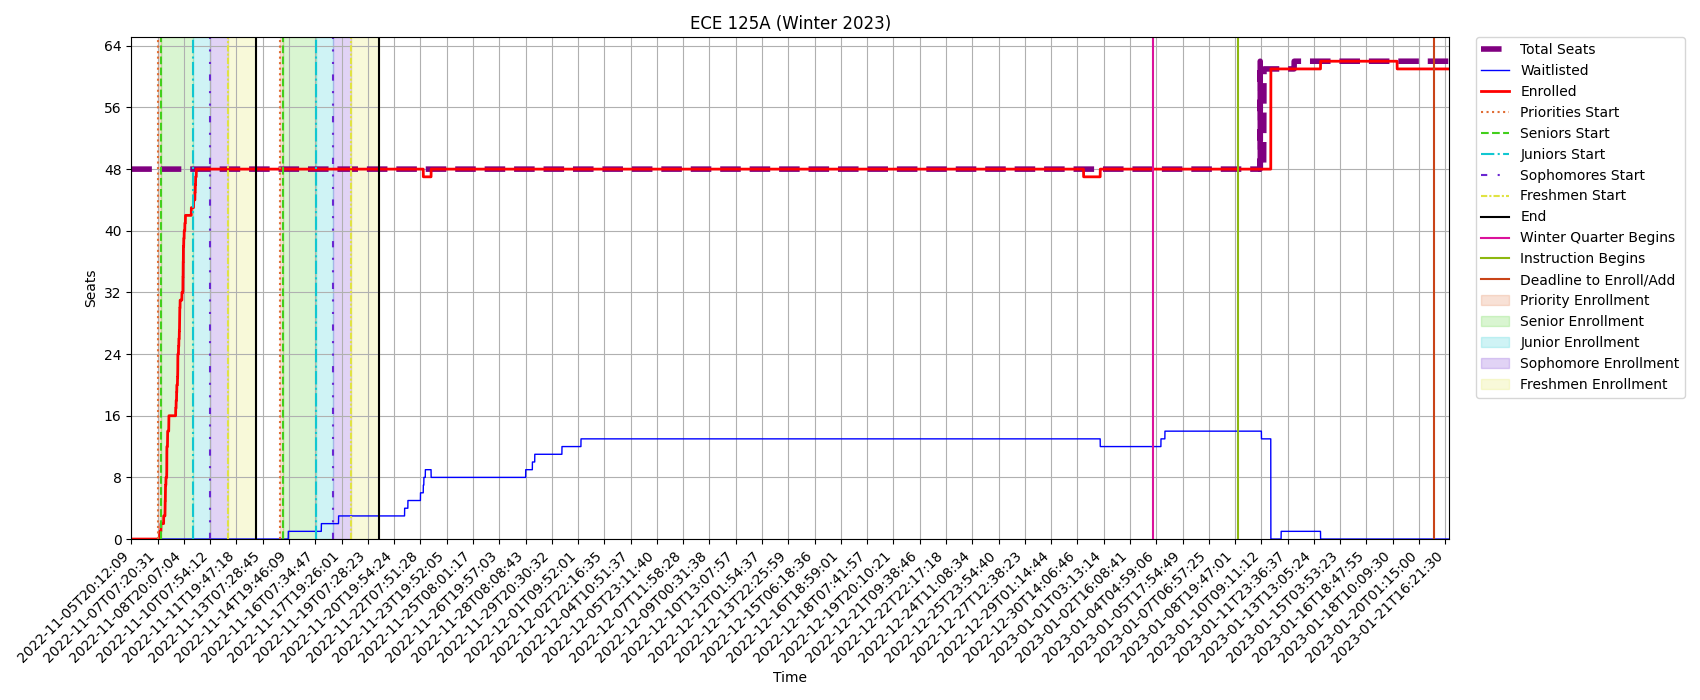 ECE 125A (Winter 2023)
64
56
48
40
32
24
16
8
0
Seats
2022-11-05T20:12:09
2022-11-07T07:20:31
2022-11-08T20:07:04
2022-11-10T07:54:12
2022-11-11T19:47:18
2022-11-13T07:28:45
2022-11-14T19:46:09
2022-11-16T07:34:47
2022-11-17T19:26:01
2022-11-19T07:28:23
2022-11-20T19:54:24
2022-11-22T07:51:28
2022-11-23T19:52:05
2022-11-25T08:01:17
2022-11-26T19:57:03
2022-11-28T08:08:43
2022-11-29T20:30:32
2022-12-01T09:52:01
2022-12-02T22:16:35
2022-12-04T10:51:37
2022-12-05T23:11:40
2022-12-07T11:58:28
2022-12-09T00:31:38
2022-12-10T13:07:57
2022-12-12T01:54:37
2022-12-13T22:25:59
2022-12-15T06:18:36
2022-12-16T18:59:01
2022-12-18T07:41:57
2022-12-19T20:10:21
2022-12-21T09:38:46
2022-12-22T22:17:18
2022-12-24T11:08:34
2022-12-25T23:54:40
2022-12-27T12:38:23
2022-12-29T01:14:44
2022-12-30T14:06:46
2023-01-01T03:13:14
2023-01-02T16:08:41
2023-01-04T04:59:06
2023-01-05T17:54:49
2023-01-07T06:57:25
2023-01-08T19:47:01
2023-01-10T09:11:12
2023-01-11T23:36:37
2023-01-13T13:05:24
2023-01-15T03:53:23
2023-01-16T18:47:55
2023-01-18T10:09:30
2023-01-20T01:15:00
2023-01-21T16:21:30
Time
Total Seats
Waitlisted
Enrolled
Priorities Start
Seniors Start
Juniors Start
Sophomores Start
Freshmen Start
End
Winter Quarter Begins
Instruction Begins
Deadline to Enroll/Add
Priority Enrollment
Senior Enrollment
Junior Enrollment
Sophomore Enrollment
Freshmen Enrollment